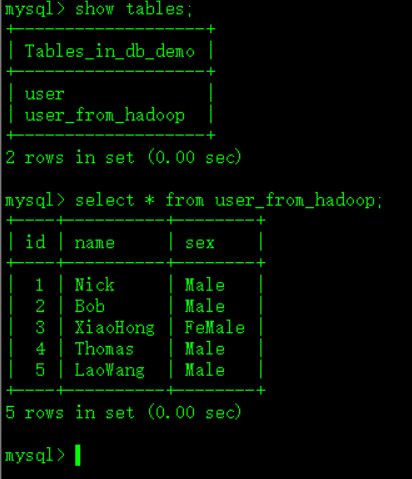 mysql> show tables;
+------------------+
| Tables_in_db_demo |
+------------------+
| user |
| user_from_hadoop |
+------------------+
2 rows in set (0.00 sec)
mysql> select * from user_from_hadoop;
+----+----------+--------+
| id | name | sex |
+----+----------+--------+
| 1 | Nick | Male |
| 2 | Bob | Male |
| 3 | XiaoHong | FeMale |
| 4 | Thomas | Male |
| 5 | LaoWang | Male |
+----+----------+--------+
5 rows in set (0.00 sec)
mysql>